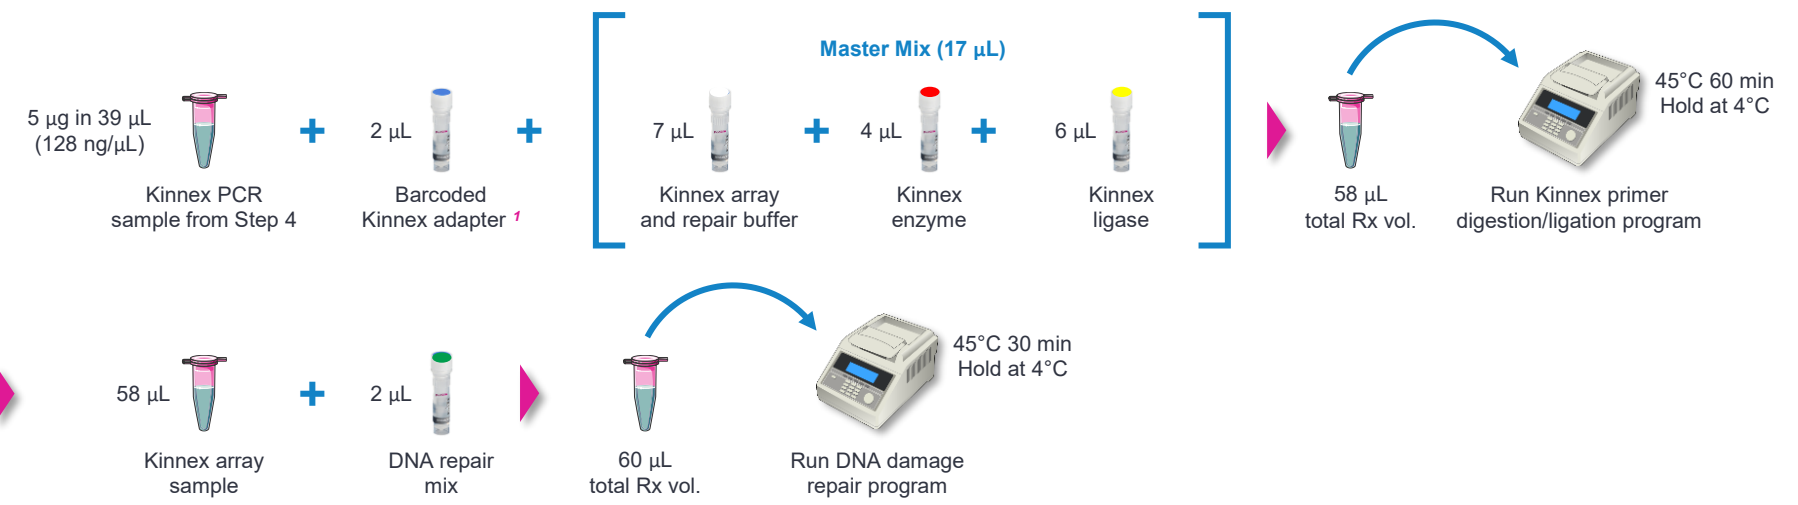 Master Mix (17 µL)
5 µg in 39 µL
(128 ng/µL)
2 µL
7 µL
4 µL
6 µL
45°C 60 min
Hold at 4°C
Kinnex PCR
sample from Step 4
Barcoded
Kinnex adapter 1
Kinnex array
and repair buffer
Kinnex
enzyme
Kinnex
ligase
58 µL
total Rx vol.
Run Kinnex primer
digestion/ligation program
58 µL
2 µL
45°C 30 min
Hold at 4°C
Kinnex array
sample
DNA repair
mix
60 µL
total Rx vol.
Run DNA damage
repair program